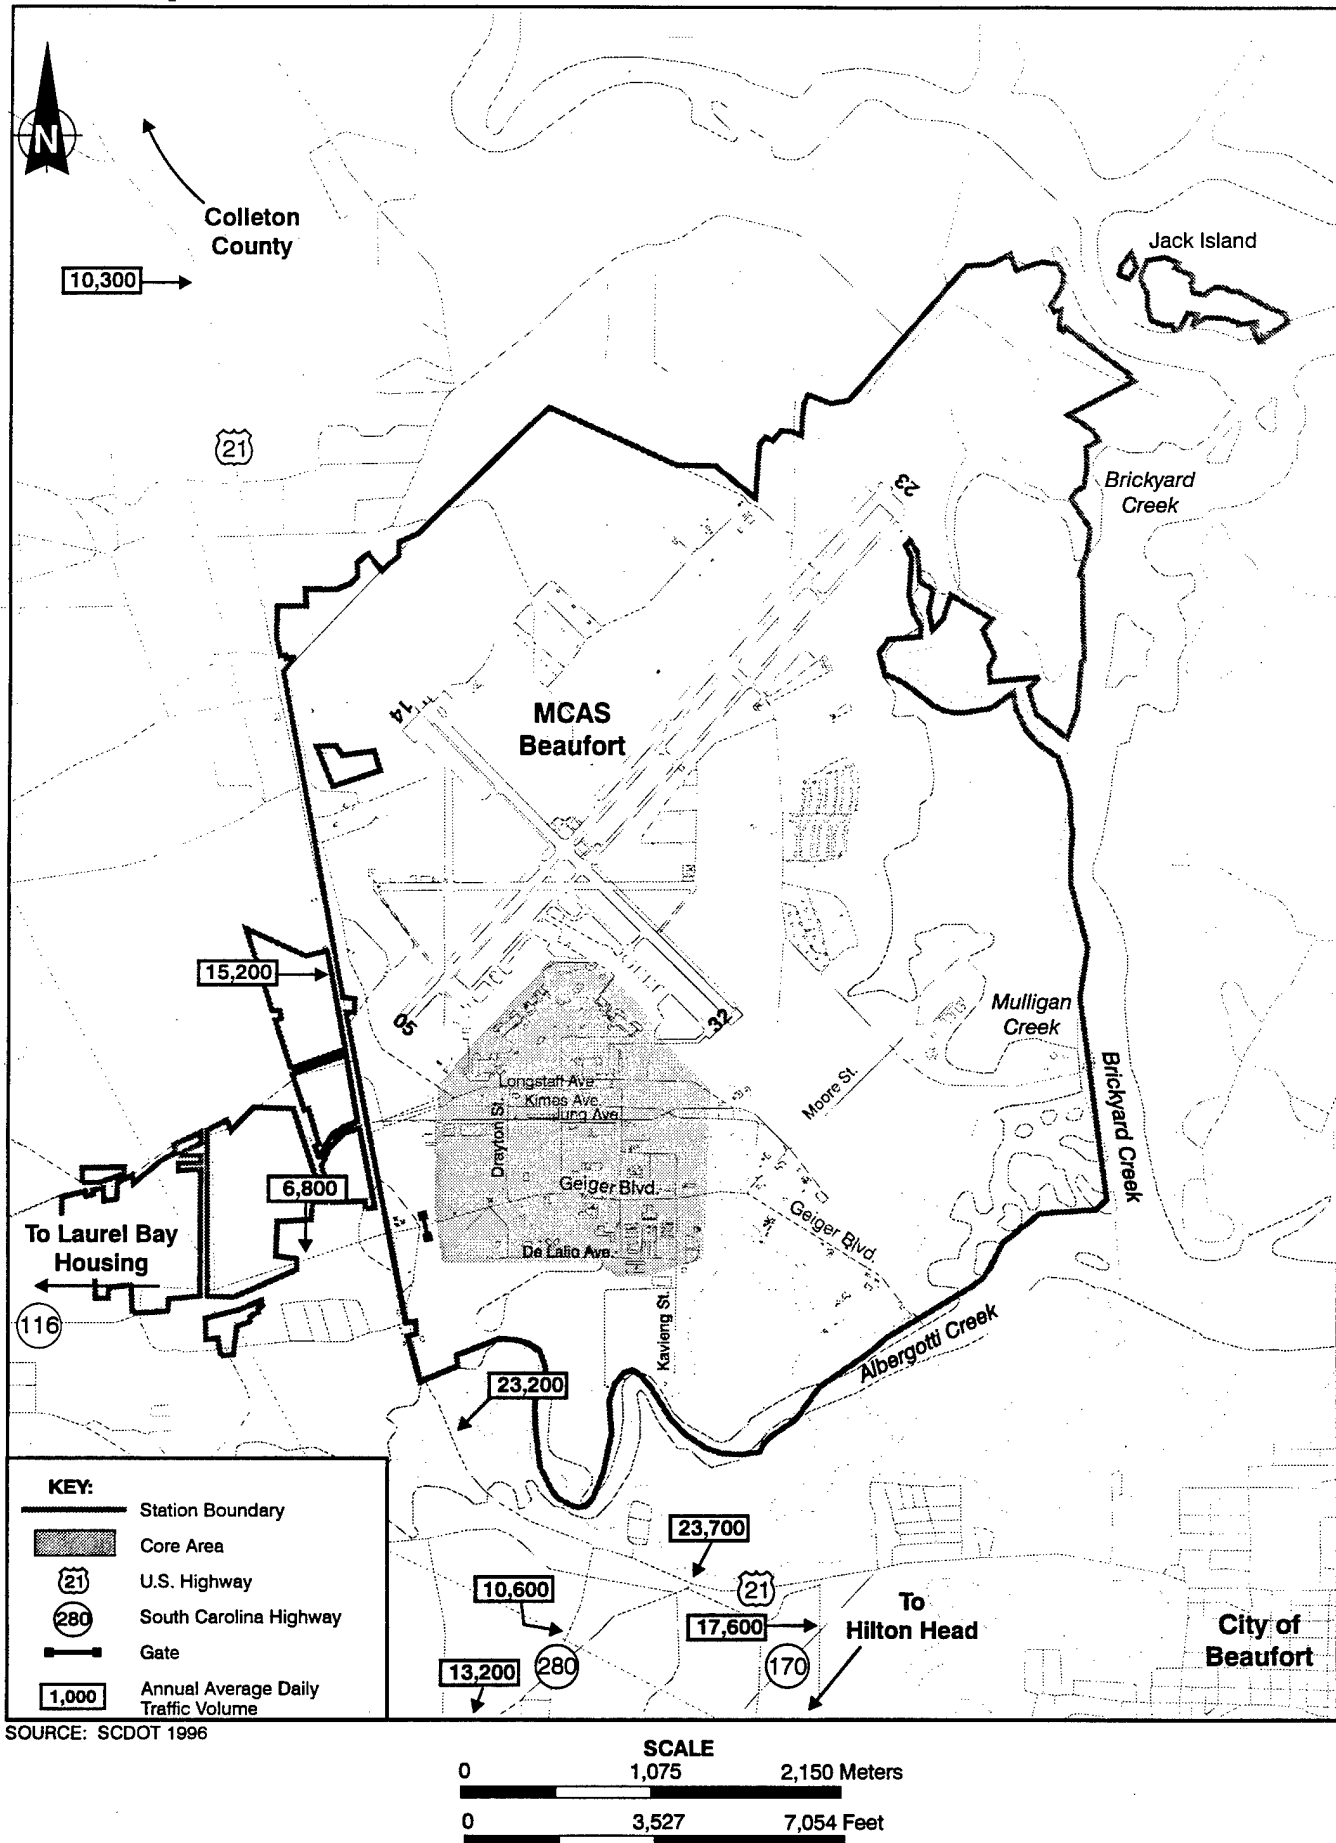 N
Colleton
County
10,300
Jack Island
21
Brickyard
Creek
23
14
MCAS
Beaufort
15,200
05
32
Mulligan
Creek
Longstaff Ave
Kimes Ave.
Jung Ave
Moore St.
Drayton St.
Brickyard Creek
6,800
Geiger Blvd.
Geiger Blvd.
To Laurel Bay
Housing
De Lalio Ave.
116
Kavieng St.
Albergotti Creek
23,200
KEY:
Station Boundary
Core Area
21 U.S. Highway
280 South Carolina Highway
Gate
1,000 Annual Average Daily
Traffic Volume
23,700
10,600
21
17,600
To
Hilton Head
City of
Beaufort
13,200
280
170
SOURCE: SCDOT 1996
SCALE
0 1,075 2,150 Meters
0 3,527 7,054 Feet